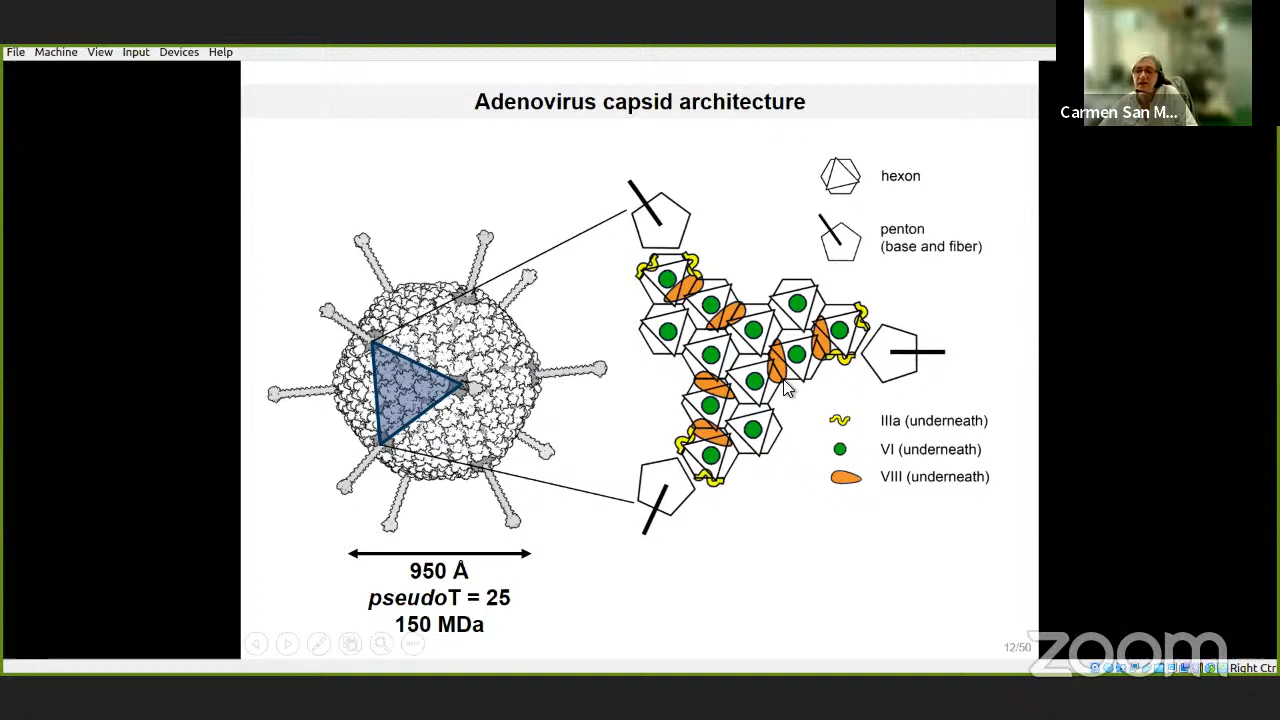 File Machine View Input Devices Help
Carmen San M...
Adenovirus capsid architecture
hexon
penton
(base and fiber)
IIIa (underneath)
VI (underneath)
VIII (underneath)
950 Å
pseudoT = 25
150 MDa
12/50
zoom
Right Ctr